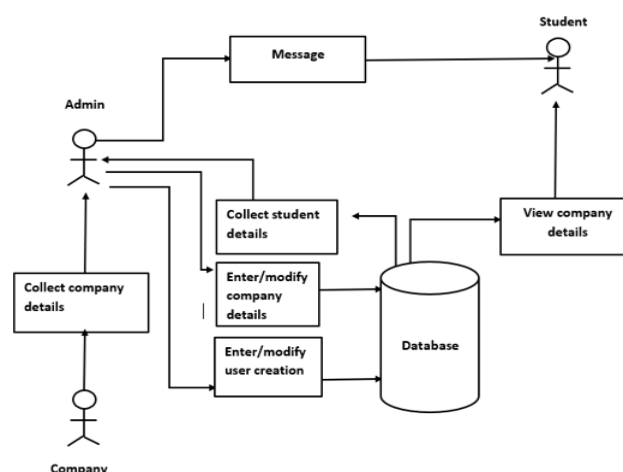 Student
Message
Admin
Collect student
details
View company
details
Collect company
details
Enter/modify
company
details
Database
Enter/modify
user creation
Company